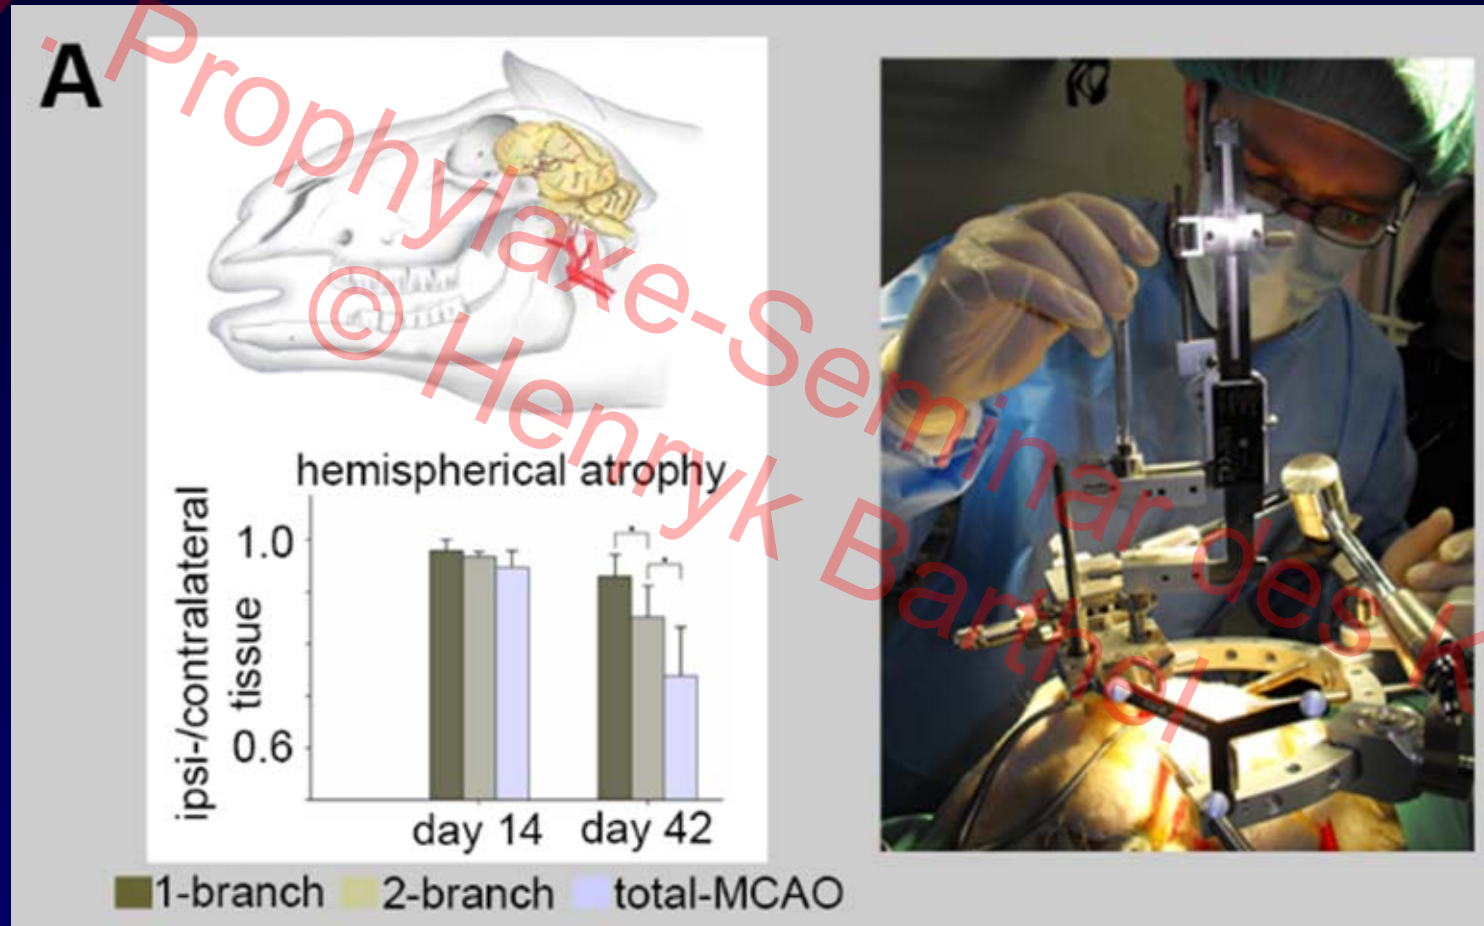 A
. Prophylaxe-Seminar des K
© Henryk Barthol
hemispherical atrophy
ipsi-/contralateral
tissue
1.0
0.6
day 14
day 42
1-branch
2-branch
total-MCAO